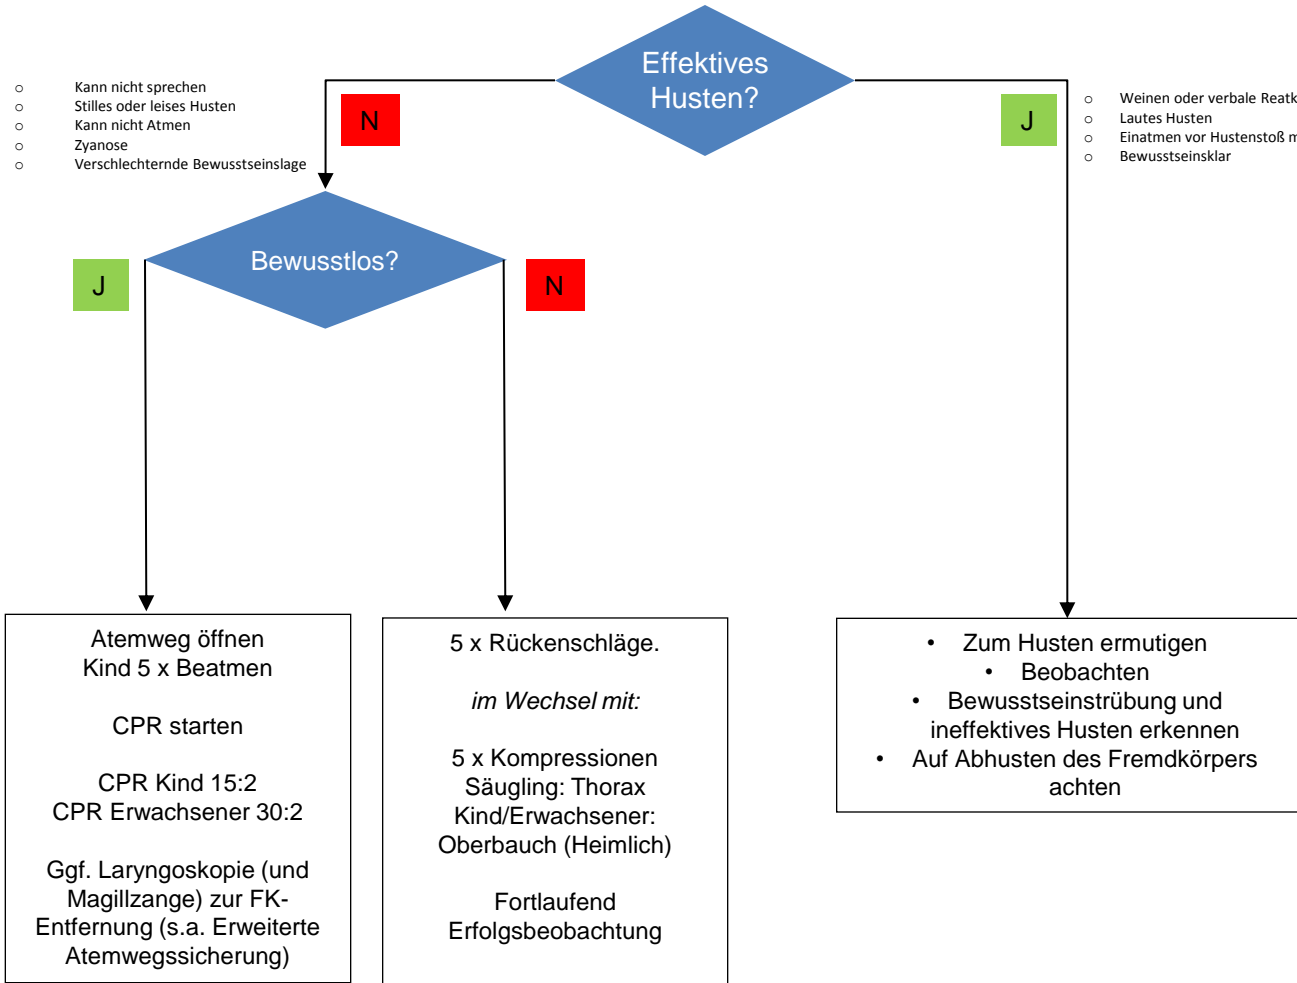 Effektives
Husten?
Kann nicht sprechen
Stilles oder leises Husten
Kann nicht Atmen
Zyanose
Verschlechternde Bewusstseinslage
N
J
Weinen oder verbale Reatk
Lautes Husten
Einatmen vor Hustenstoß m
Bewusstseinsklar
Bewusstlos?
J
N
Atemweg öffnen
Kind 5 x Beatmen
CPR starten
CPR Kind 15:2
CPR Erwachsener 30:2
Ggf. Laryngoskopie (und
Magillzange) zur FK-
Entfernung (s.a. Erweiterte
Atemwegssicherung)
5 x Rückenschläge.
im Wechsel mit:
5 x Kompressionen
Säugling: Thorax
Kind/Erwachsener:
Oberbauch (Heimlich)
Fortlaufend
Erfolgsbeobachtung
• Zum Husten ermutigen
• Beobachten
• Bewusstseinstrübung und
ineffektives Husten erkennen
• Auf Abhusten des Fremdkörpers
achten